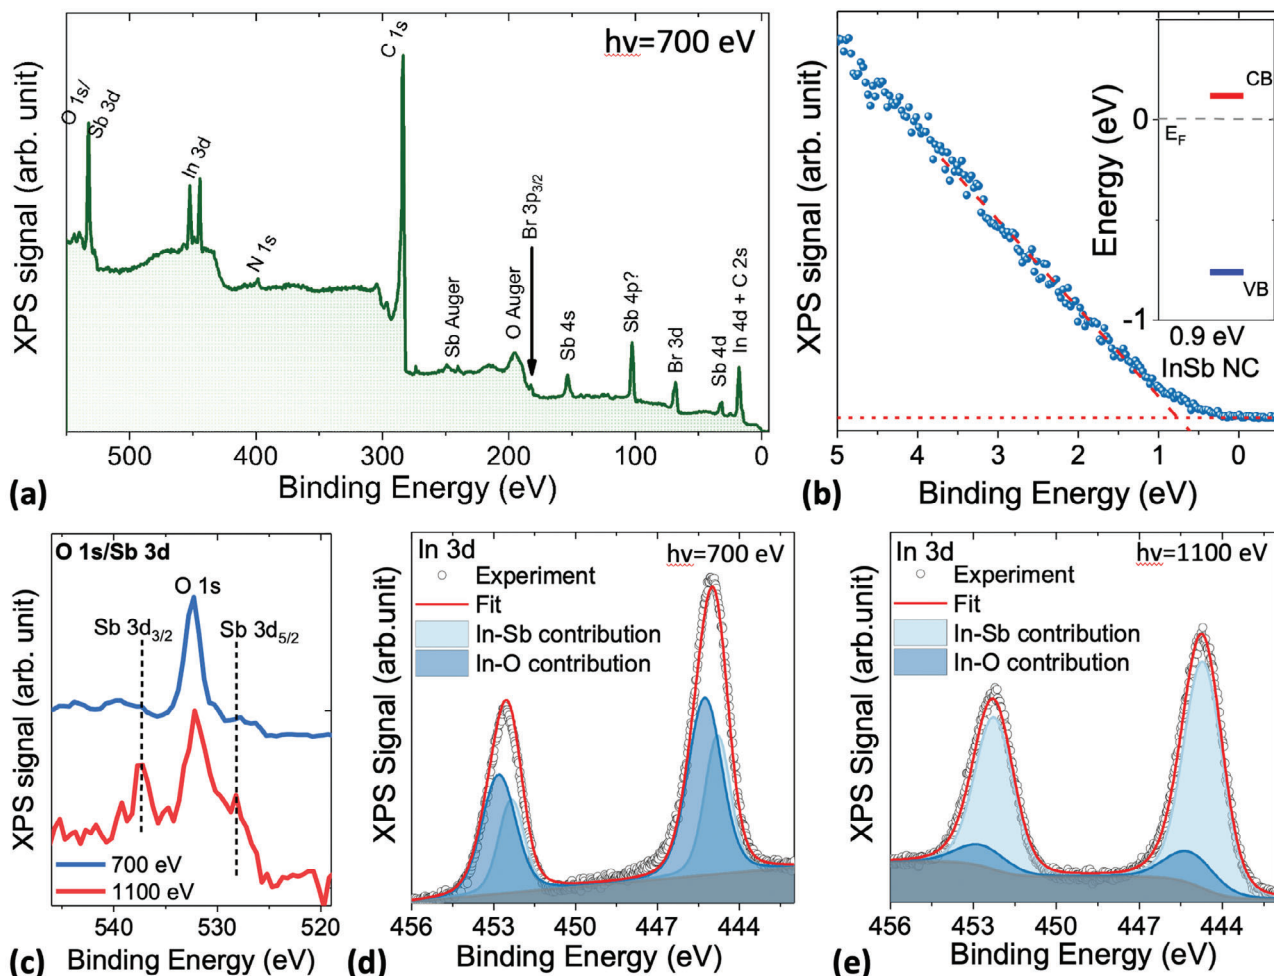 hv=700 eV
XPS signal (arb. unit)
O 1s/
Sb 3d
In 3d
N 1s
C 1s
Sb Auger
O Auger
Br 3p3/2
Sb 4s
Sb 4p?
Br 3d
Sb 4d
In 4d + C 2s
500 400 300 200 100 0
Binding Energy (eV)
(a)
XPS signal (arb. unit)
Energy (eV)
0
-1
CB
EF
VB
0.9 eV
InSb NC
5 4 3 2 1 0
Binding Energy (eV)
(b)
O 1s/Sb 3d
XPS signal (arb. unit)
O 1s
Sb 3d3/2
Sb 3d5/2
700 eV
1100 eV
540 530 520
Binding Energy (eV)
(c)
In 3d
hv=700 eV
Experiment
Fit
In-Sb contribution
In-O contribution
XPS Signal (arb.unit)
456 453 450 447 444
Binding Energy (eV)
(d)
In 3d
hv=1100 eV
Experiment
Fit
In-Sb contribution
In-O contribution
XPS Signal (arb.unit)
456 453 450 447 444
Binding Energy (eV)
(e)